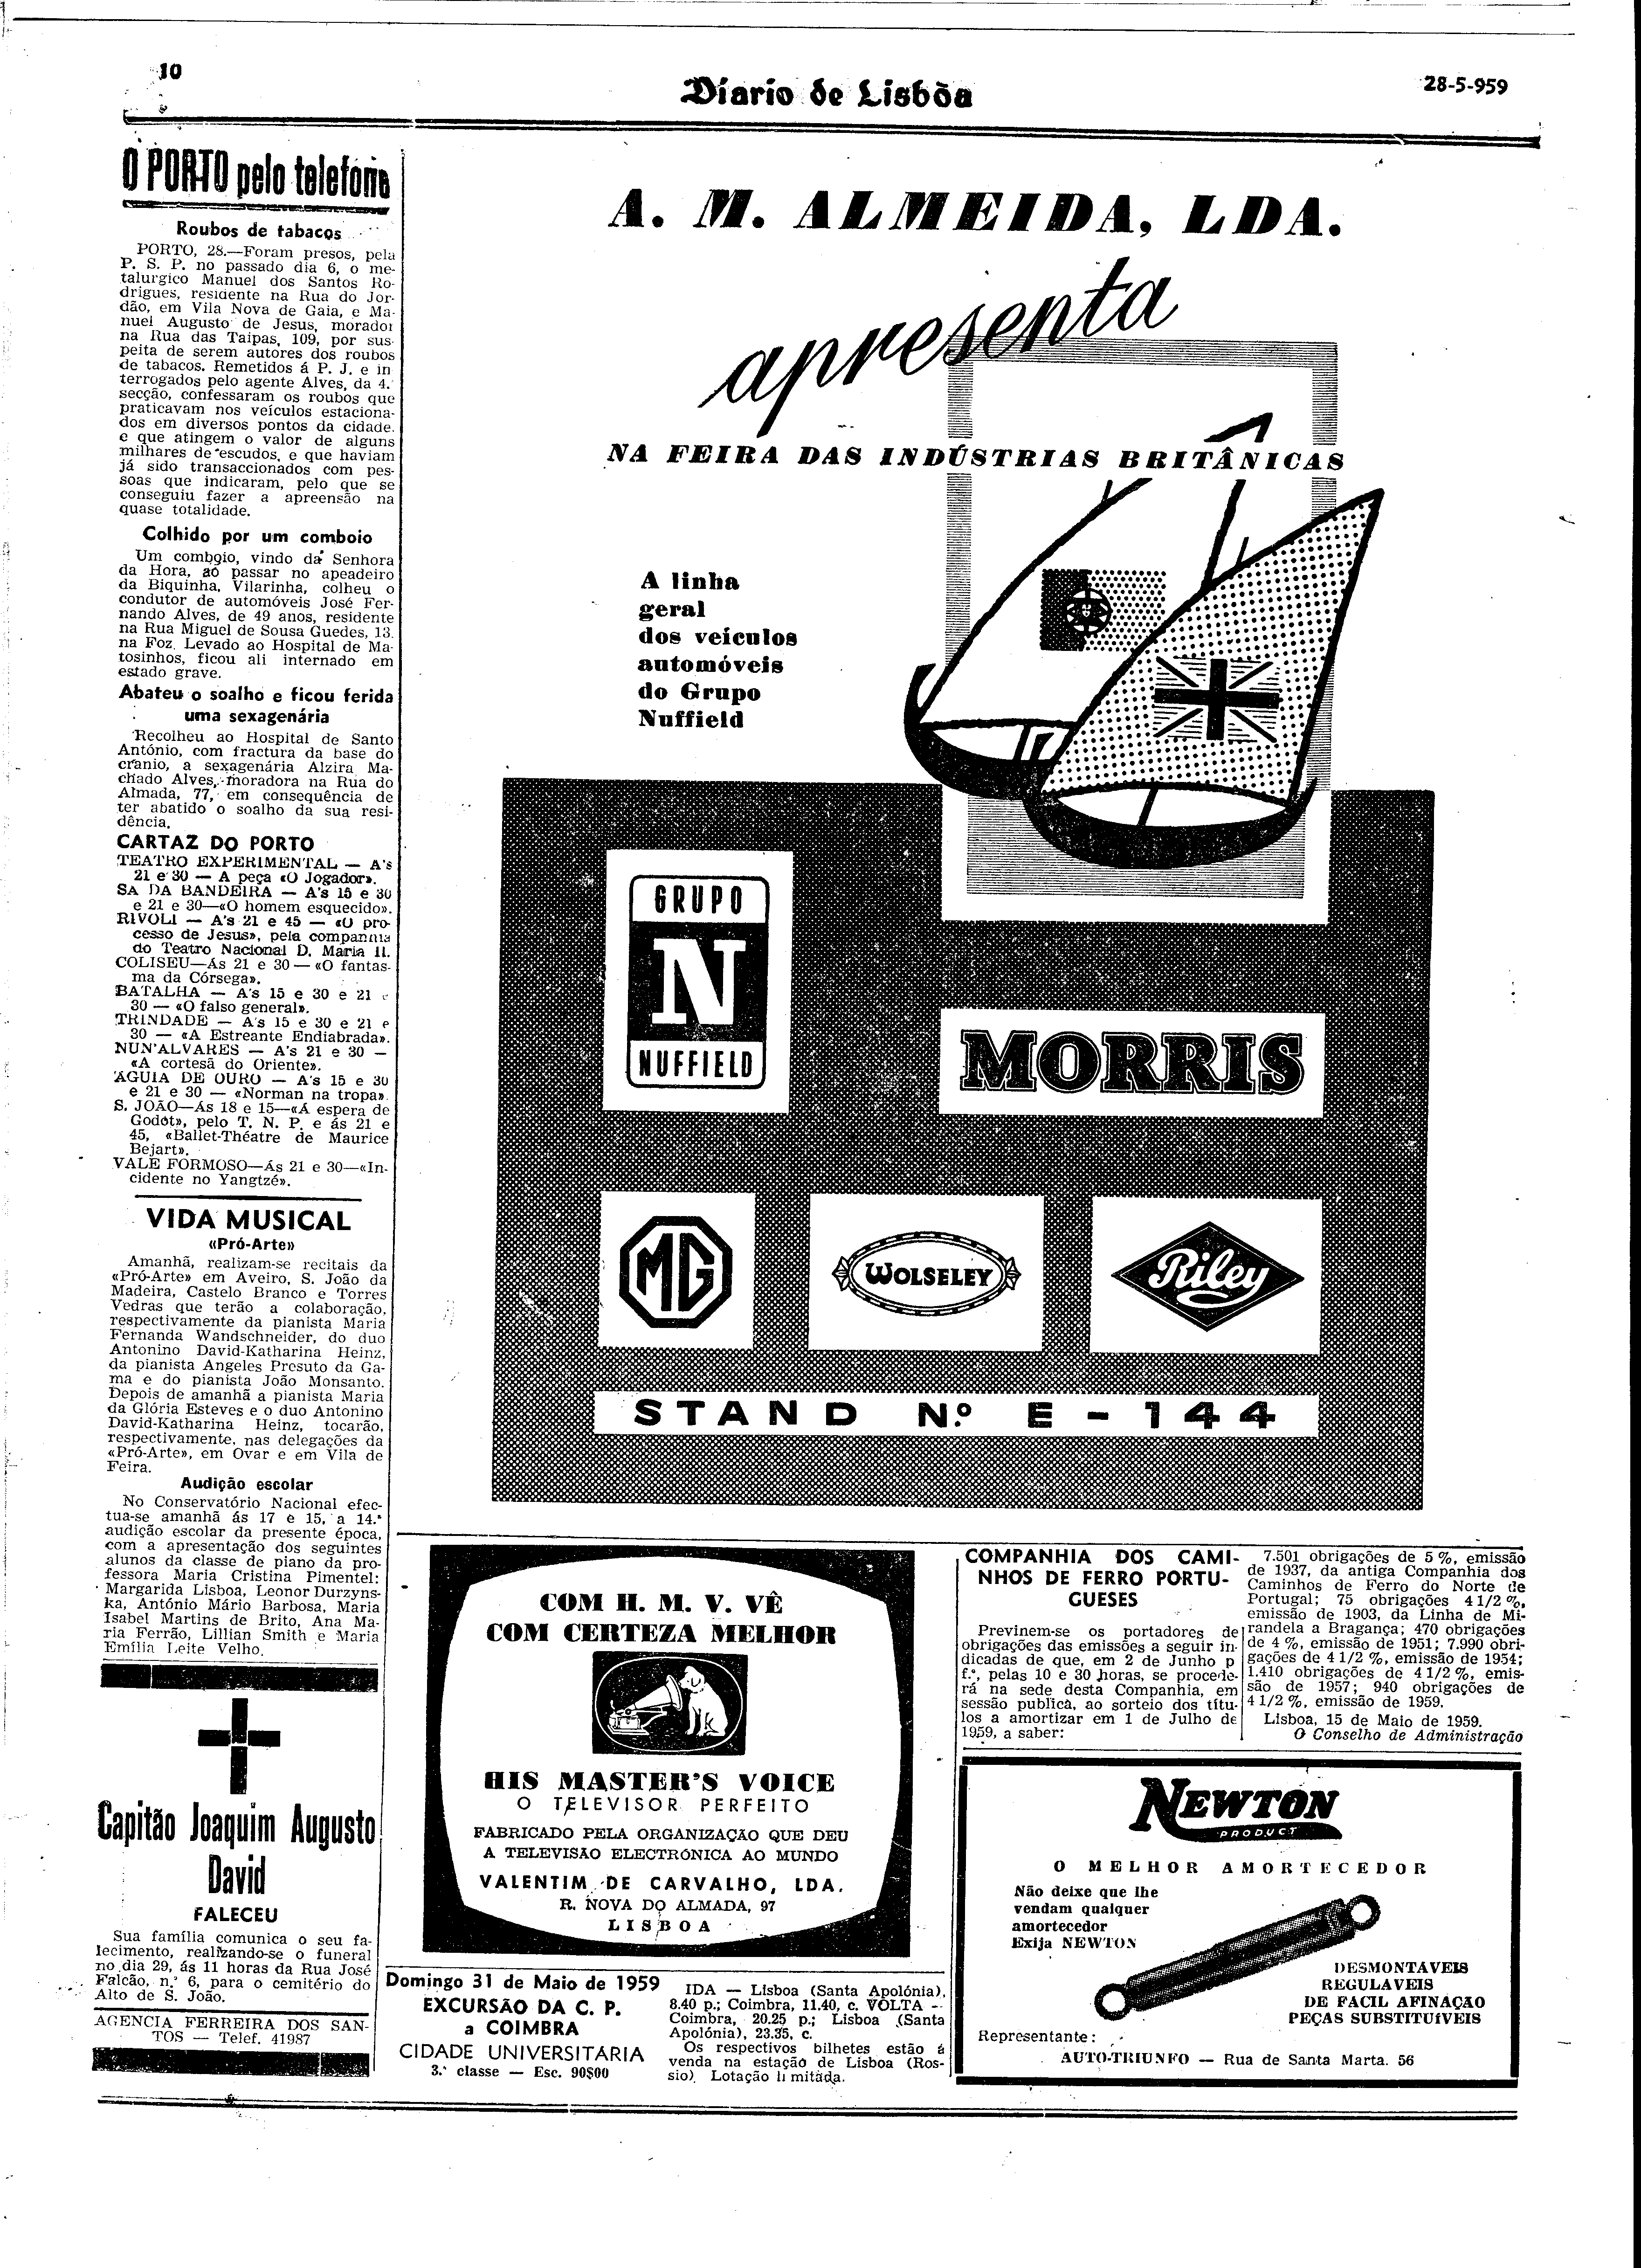 10
Diario de Lisbôa
28-5-959
O PORTO pelo telefone
Roubos de tabacos
PORTO, 28.—Foram presos, pela
P. S. P. no passado dia 6, o me-
talurgico Manuel dos Santos Ro-
drigues, residente na Rua do Jor-
dão, em Vila Nova de Gaia, e Ma-
nuel Augusto de Jesus, morador
na Rua das Taipas, 109, por sus-
peita de serem autores dos roubos
de tabacos. Remetidos á P. J. e in
terrogados pelo agente Alves, da 4.ª
secção, confessaram os roubos que
praticavam nos veículos estaciona-
dos em diversos pontos da cidade.
e que atingem o valor de alguns
milhares de escudos, e que haviam
já sido transaccionados com pes-
soas que indicaram, pelo que se
conseguiu fazer a apreensão na
quase totalidade.
Colhido por um comboio
Um comboio, vindo da Senhora
da Hora, ao passar no apeadeiro
da Biquinha, Vilarinha, colheu o
condutor de automóveis José Fer-
nando Alves, de 49 anos, residente
na Rua Miguel de Sousa Guedes, 13.
na Foz. Levado ao Hospital de Ma-
tosinhos, ficou ali internado em
estado grave.
Abateu o soalho e ficou ferida
uma sexagenária
Recolheu ao Hospital de Santo
António, com fractura da base do
crânio, a sexagenária Alzira Ma-
chado Alves, moradora na Rua do
Almada, 77, em consequência de
ter abatido o soalho da sua resi-
dência.
CARTAZ DO PORTO
TEATRO EXPERIMENTAL — A's
21 e 30 — A peça «O Jogador».
SA DA BANDEIRA — A's 15 e 30
e 21 e 30—«O homem esquecido».
RIVOLI — A's 21 e 45 — «O pro-
cesso de Jesus», pela companhia
do Teatro Nacional D. Maria II.
COLISEU—Ás 21 e 30—«O fantas-
ma da Córsega».
BATALHA — A's 15 e 30 e 21 e
30 — «O falso general».
TRINDADE — A's 15 e 30 e 21 e
30 — «A Estreante Endiabrada».
NUN'ALVARES — A's 21 e 30 —
«A cortesã do Oriente».
ÁGUIA DE OURO — A's 15 e 30
e 21 e 30 — «Norman na tropa».
S. JOÃO—Ás 18 e 15—«Á espera de
Godot», pelo T. N. P. e ás 21 e
45, «Ballet-Théatre de Maurice
Bejart».
VALE FORMOSO—Ás 21 e 30—«In-
cidente no Yangtzé».
VIDA MUSICAL
«Pró-Arte»
Amanhã, realizam-se recitais da
«Pró-Arte» em Aveiro, S. João da
Madeira, Castelo Branco e Torres
Vedras que terão a colaboração,
respectivamente da pianista Maria
Fernanda Wandschneider, do duo
Antonino David-Katharina Heinz,
da pianista Angeles Presuto da Ga-
ma e do pianista João Monsanto.
Depois de amanhã a pianista Maria
da Glória Esteves e o duo Antonino
David-Katharina Heinz, tocarão,
respectivamente, nas delegações da
«Pró-Arte», em Ovar e em Vila de
Feira.
Audição escolar
No Conservatório Nacional efec-
tua-se amanhã ás 17 e 15, a 14.ª
audição escolar da presente época,
com a apresentação dos seguintes
alunos da classe de piano da pro-
fessora Maria Cristina Pimentel:
Margarida Lisboa, Leonor Durzyns-
ka, António Mário Barbosa, Maria
Isabel Martins de Brito, Ana Ma-
ria Ferrão, Lillian Smith e Maria
Emília Leite Velho.
Capitão Joaquim Augusto
David
FALECEU
Sua família comunica o seu fa-
lecimento, realizando-se o funeral
no dia 29, ás 11 horas da Rua José
Falcão, n.º 6, para o cemitério do
Alto de S. João.
AGENCIA FERREIRA DOS SAN-
TOS — Telef. 41987
A. M. ALMEIDA, LDA.
apresenta
NA FEIRA DAS INDÚSTRIAS BRITÂNICAS
A linha
geral
dos veículos
automóveis
do Grupo
Nuffield
GRUPO
N
NUFFIELD
MORRIS
MG
WOLSELEY
Riley
STAND N.º E - 144
COM H. M. V. VÊ
COM CERTEZA MELHOR
HIS MASTER'S VOICE
O TELEVISOR PERFEITO
FABRICADO PELA ORGANIZAÇÃO QUE DEU
A TELEVISÃO ELECTRÓNICA AO MUNDO
VALENTIM DE CARVALHO, LDA.
R. NOVA DO ALMADA, 97
LISBOA
Domingo 31 de Maio de 1959
EXCURSÃO DA C. P.
a COIMBRA
CIDADE UNIVERSITARIA
3.ª classe — Esc. 90$00
IDA — Lisboa (Santa Apolónia),
8.40 p.; Coimbra, 11.40, c. VOLTA --
Coimbra, 20.25 p.; Lisboa (Santa
Apolónia), 23.35, c.
Os respectivos bilhetes estão á
venda na estação de Lisboa (Ros-
sio). Lotação limitada.
COMPANHIA DOS CAMI-
NHOS DE FERRO PORTU-
GUESES
Previnem-se os portadores de
obrigações das emissões a seguir in-
dicadas de que, em 2 de Junho p
f.º, pelas 10 e 30 horas, se procede-
rá na sede desta Companhia, em
sessão publica, ao sorteio dos títu-
los a amortizar em 1 de Julho de
1959, a saber:
7.501 obrigações de 5 %, emissão
de 1937, da antiga Companhia dos
Caminhos de Ferro do Norte de
Portugal; 75 obrigações 4 1/2 %,
emissão de 1903, da Linha de Mi-
randela a Bragança; 470 obrigações
de 4 %, emissão de 1951; 7.990 obri-
gações de 4 1/2 %, emissão de 1954;
1.410 obrigações de 4 1/2 %, emis-
são de 1957; 940 obrigações de
4 1/2 %, emissão de 1959.
Lisboa, 15 de Maio de 1959.
O Conselho de Administração
NEWTON
PRODUCT
O MELHOR AMORTECEDOR
Não deixe que lhe
vendam qualquer
amortecedor
Exija NEWTON
DESMONTÁVEIS
REGULAVEIS
DE FACIL AFINAÇÃO
PEÇAS SUBSTITUÍVEIS
Representante:
AUTO-TRIUNFO — Rua de Santa Marta. 56